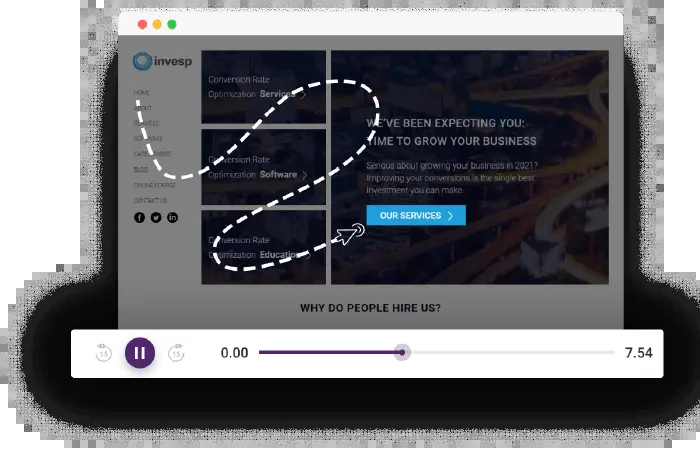 invesp
HOME
ABOUT
SERVICES
SOFTWARE
CASE STUDIES
BLOG
ONLINE COURSE
CONTACT US
Conversion Rate
Optimization Services
Conversion Rate
Optimization Software
Conversion Rate
Optimization Education
WE'VE BEEN EXPECTING YOU:
TIME TO GROW YOUR BUSINESS
Serious about growing your business in 2021?
Improving your conversions is the single best
investment you can make.
OUR SERVICES
WHY DO PEOPLE HIRE US?
15
15
0.00
7.54